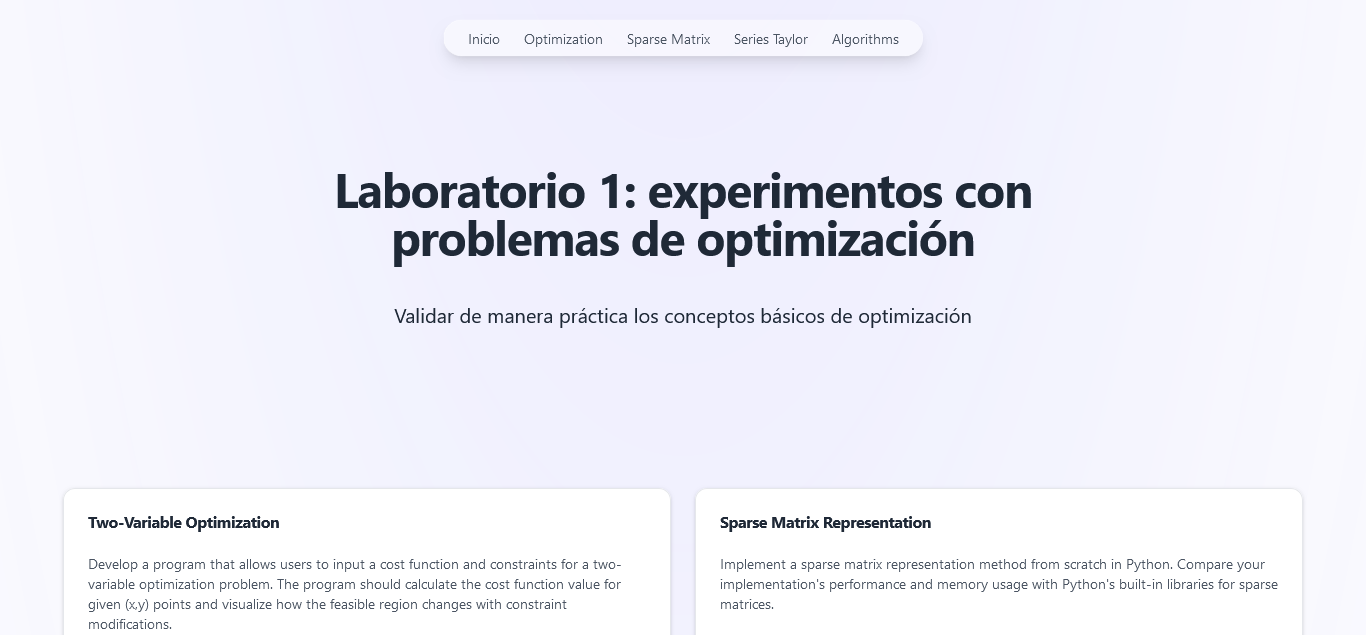 Inicio Optimization Sparse Matrix Series Taylor Algorithms
Laboratorio 1: experimentos con
problemas de optimización
Validar de manera práctica los conceptos básicos de optimización
Two-Variable Optimization
Develop a program that allows users to input a cost function and constraints for a two-
variable optimization problem. The program should calculate the cost function value for
given (x,y) points and visualize how the feasible region changes with constraint
modifications.
Sparse Matrix Representation
Implement a sparse matrix representation method from scratch in Python. Compare your
implementation's performance and memory usage with Python's built-in libraries for sparse
matrices.